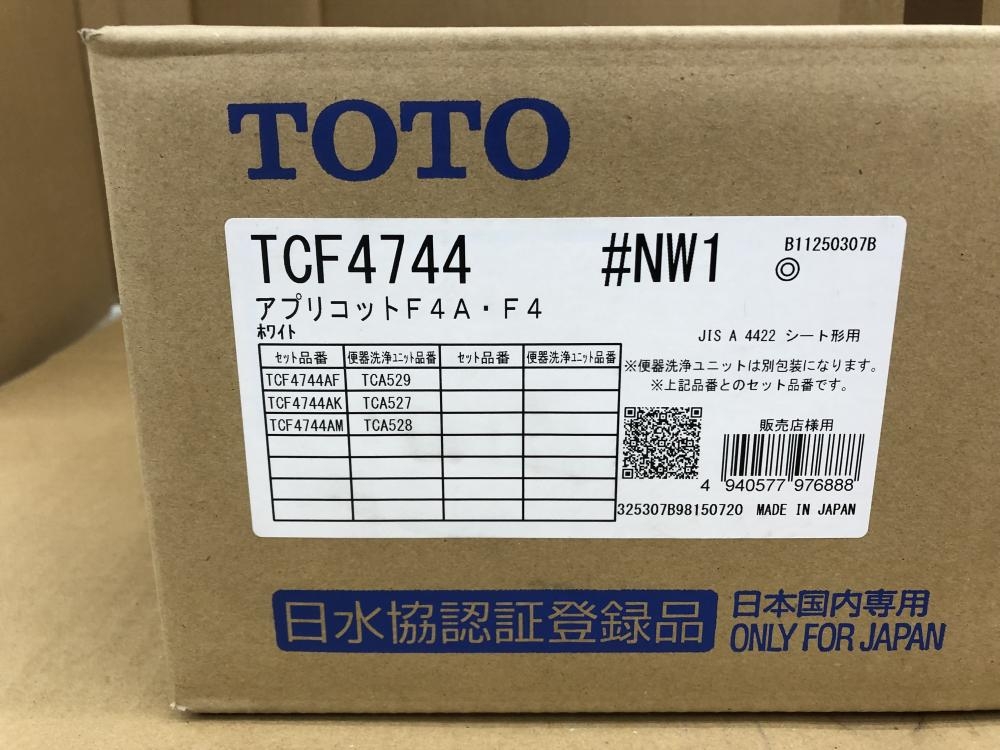 TOTO
TCF4744 #NW1 B11250307B
◎
アプリコットF4A・F4
ホワイト
JIS A 4422 シート形用
セット品番 便器洗浄ユニット品番 セット品番 便器洗浄ユニット品番
TCF4744AF TCA529
TCF4744AK TCA527
TCF4744AM TCA528
※便器洗浄ユニットは別包装になります。
※上記品番とのセット品番です。
販売店様用
4 940577 976888
325307B98150720 MADE IN JAPAN
日水協認証登録品
日本国内専用
ONLY FOR JAPAN